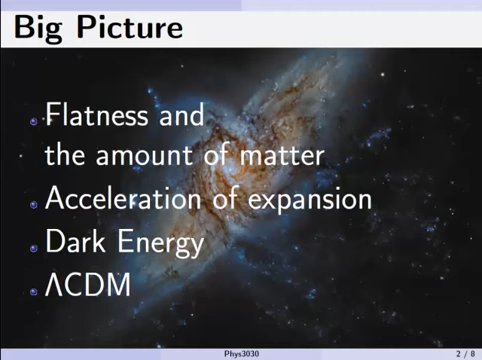 Big Picture
Flatness and
the amount of matter
Acceleration of expansion
Dark Energy
ΛCDM
Phys3030
2 / 8